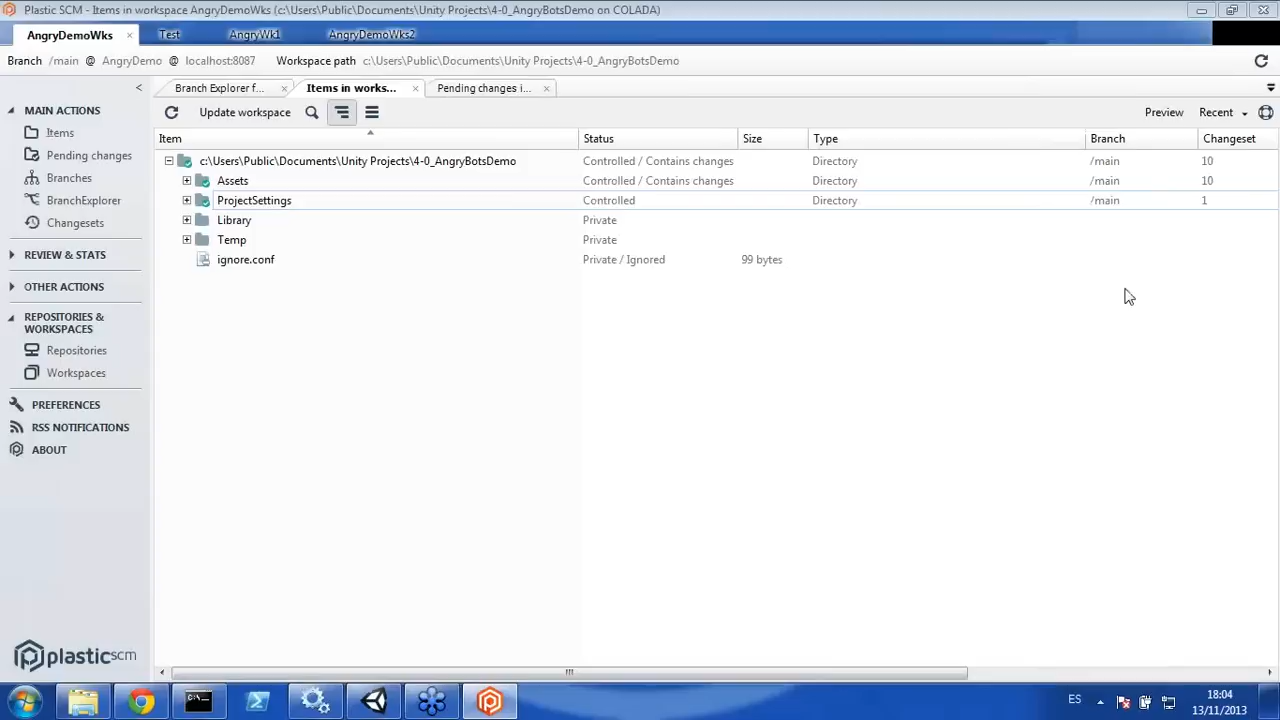 Plastic SCM - Items in workspace AngryDemoWks (c:\Users\Public\Documents\Unity Projects\4-0_AngryBotsDemo on COLADA)
AngryDemoWks × Test AngryWk1 AngryDemoWks2
Branch /main @ AngryDemo @ localhost:8087 Workspace path c:\Users\Public\Documents\Unity Projects\4-0_AngryBotsDemo
Branch Explorer f... × Items in works... × Pending changes i... ×
Update workspace Preview Recent
Item Status Size Type Branch Changeset
c:\Users\Public\Documents\Unity Projects\4-0_AngryBotsDemo Controlled / Contains changes Directory /main 10
Assets Controlled / Contains changes Directory /main 10
ProjectSettings Controlled Directory /main 1
Library Private
Temp Private
ignore.conf Private / Ignored 99 bytes
MAIN ACTIONS
Items
Pending changes
Branches
BranchExplorer
Changesets
REVIEW & STATS
OTHER ACTIONS
REPOSITORIES &
WORKSPACES
Repositories
Workspaces
PREFERENCES
RSS NOTIFICATIONS
ABOUT
plasticscm
ES
18:04
13/11/2013